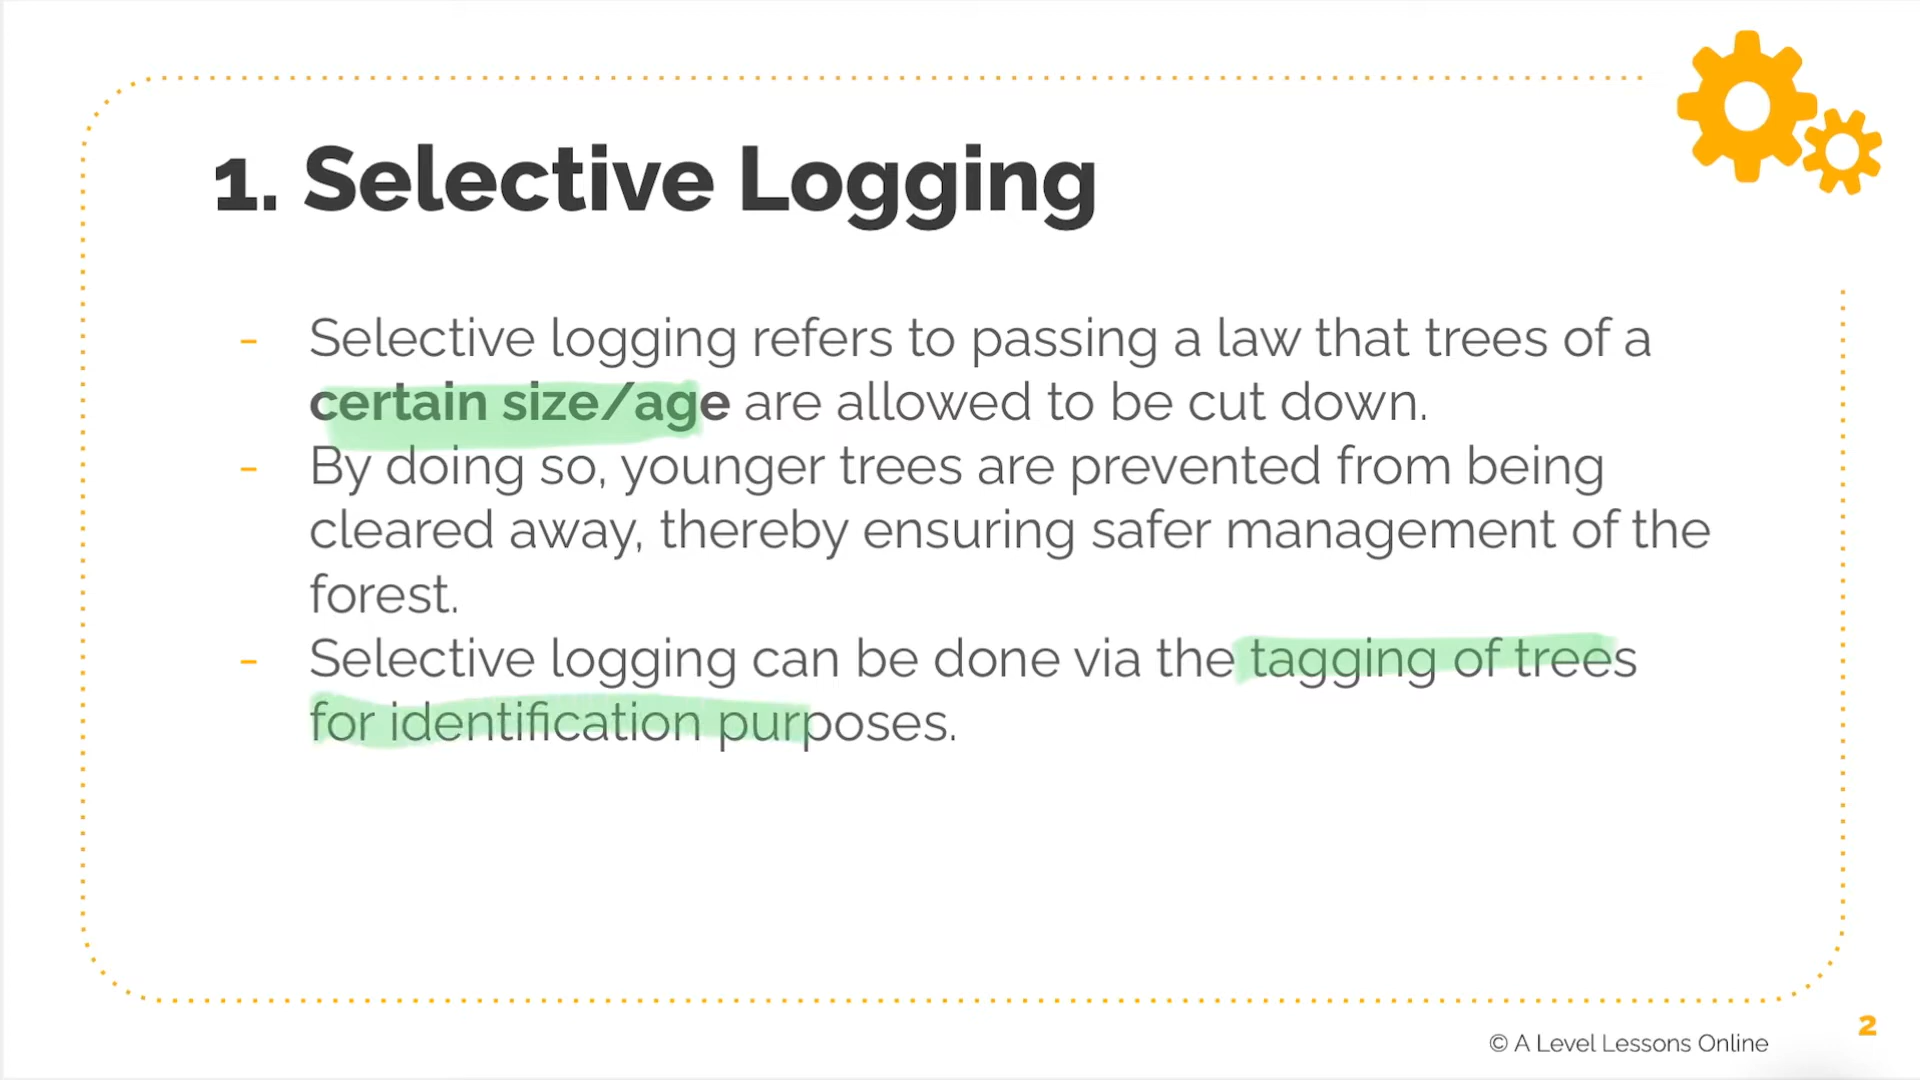 1. Selective Logging
- Selective logging refers to passing a law that trees of a
certain size/age are allowed to be cut down.
- By doing so, younger trees are prevented from being
cleared away, thereby ensuring safer management of the
forest.
- Selective logging can be done via the tagging of trees
for identification purposes.
2
© A Level Lessons Online